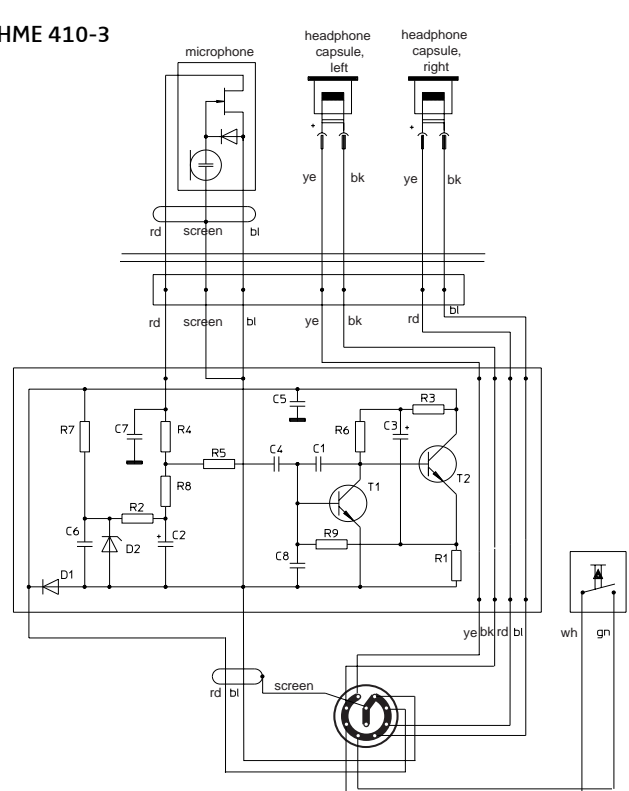 HME 410-3
microphone
headphone
capsule,
left
headphone
capsule,
right
ye
bk
ye
bk
rd
screen
bl
rd
screen
bl
ye
bk
rd
bl
R7
C7
R4
C5
R3
R6
C3
+
R5
C4
C1
T2
R8
T1
R2
C6
+
C2
D2
R9
C8
R1
D1
ye
bk
rd
bl
wh
gn
rd
bl
screen